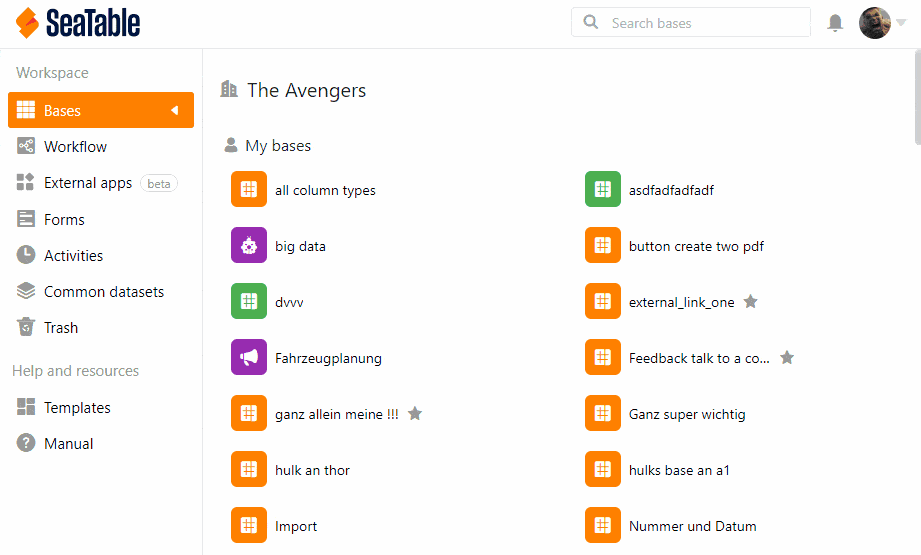 SeaTable
Search bases
Workspace
Bases
Workflow
External apps beta
Forms
Activities
Common datasets
Trash
Help and resources
Templates
Manual
The Avengers
My bases
all column types
asdfadfadfadf
big data
button create two pdf
dvvv
external_link_one
Fahrzeugplanung
Feedback talk to a co...
ganz allein meine !!!
Ganz super wichtig
hulk an thor
hulks base an a1
Import
Nummer und Datum